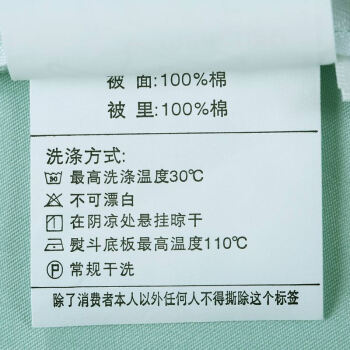 被 面:100%棉
被 里:100%棉
洗涤方式:
最高洗涤温度30℃
不可漂白
在阴凉处悬挂晾干
熨斗底板最高温度110℃
Ⓟ 常规干洗
除了消费者本人以外任何人不得撕除这个标签